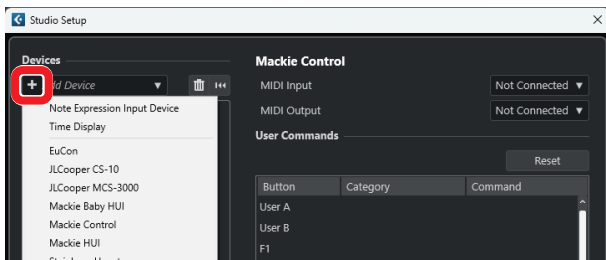 Studio Setup
Devices
Add Device
Note Expression Input Device
Time Display
EuCon
JLCooper CS-10
JLCooper MCS-3000
Mackie Baby HUI
Mackie Control
Mackie HUI
Mackie Control
MIDI Input Not Connected
MIDI Output Not Connected
User Commands
Reset
Button Category Command
User A
User B
F1